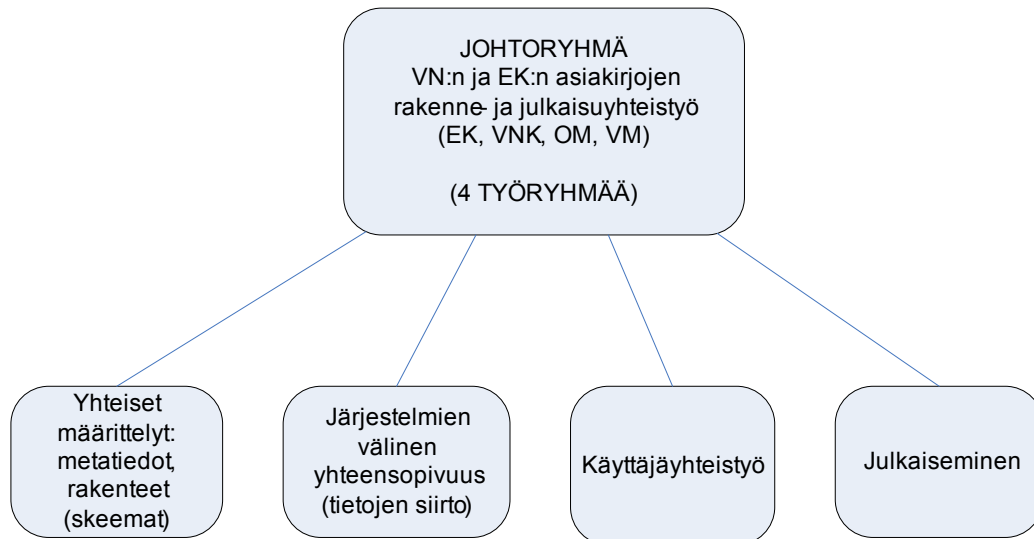 JOHTORYHMÄ
VN:n ja EK:n asiakirjojen
rakenne- ja julkaisuyhteistyö
(EK, VNK, OM, VM)
(4 TYÖRYHMÄÄ)
Yhteiset
määrittelyt:
metatiedot,
rakenteet
(skeemat)
Järjestelmien
välinen
yhteensopivuus
(tietojen siirto)
Käyttäjäyhteistyö
Julkaiseminen